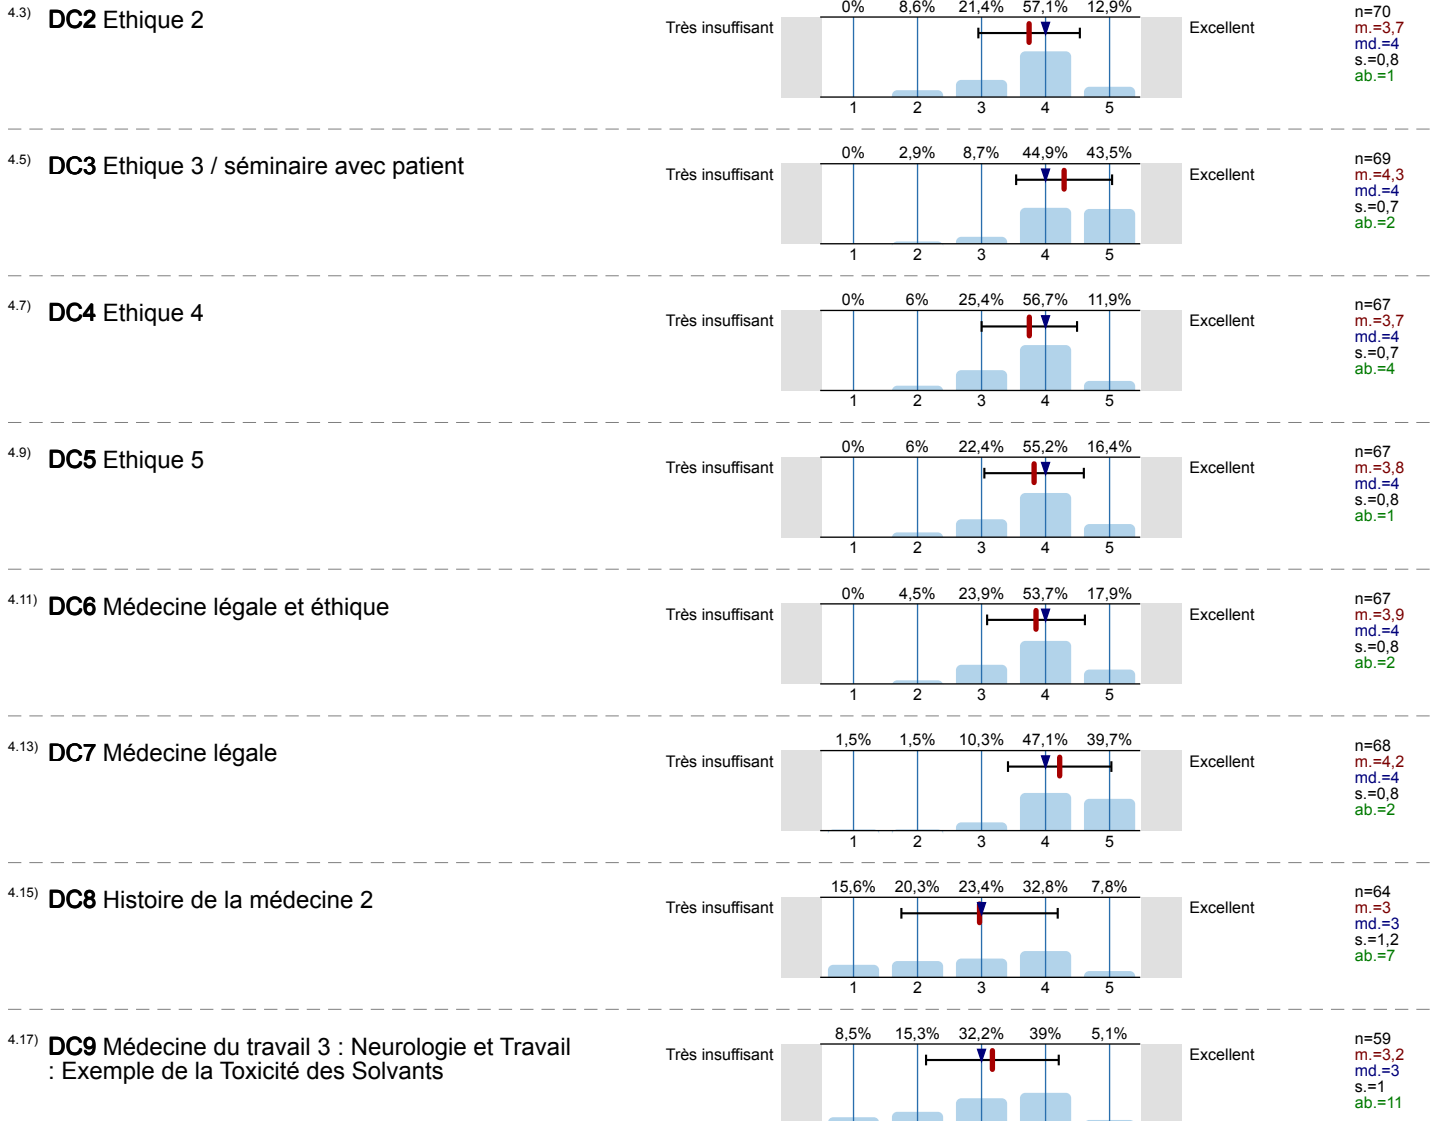 4.3) DC2 Ethique 2
0% 8,6% 21,4% 57,1% 12,9%
Très insuffisant
Excellent
1 2 3 4 5
n=70
m.=3,7
md.=4
s.=0,8
ab.=1
4.5) DC3 Ethique 3 / séminaire avec patient
0% 2,9% 8,7% 44,9% 43,5%
Très insuffisant
Excellent
1 2 3 4 5
n=69
m.=4,3
md.=4
s.=0,7
ab.=2
4.7) DC4 Ethique 4
0% 6% 25,4% 56,7% 11,9%
Très insuffisant
Excellent
1 2 3 4 5
n=67
m.=3,7
md.=4
s.=0,7
ab.=4
4.9) DC5 Ethique 5
0% 6% 22,4% 55,2% 16,4%
Très insuffisant
Excellent
1 2 3 4 5
n=67
m.=3,8
md.=4
s.=0,8
ab.=1
4.11) DC6 Médecine légale et éthique
0% 4,5% 23,9% 53,7% 17,9%
Très insuffisant
Excellent
1 2 3 4 5
n=67
m.=3,9
md.=4
s.=0,8
ab.=2
4.13) DC7 Médecine légale
1,5% 1,5% 10,3% 47,1% 39,7%
Très insuffisant
Excellent
1 2 3 4 5
n=68
m.=4,2
md.=4
s.=0,8
ab.=2
4.15) DC8 Histoire de la médecine 2
15,6% 20,3% 23,4% 32,8% 7,8%
Très insuffisant
Excellent
1 2 3 4 5
n=64
m.=3
md.=3
s.=1,2
ab.=7
4.17) DC9 Médecine du travail 3 : Neurologie et Travail
: Exemple de la Toxicité des Solvants
8,5% 15,3% 32,2% 39% 5,1%
Très insuffisant
Excellent
n=59
m.=3,2
md.=3
s.=1
ab.=11